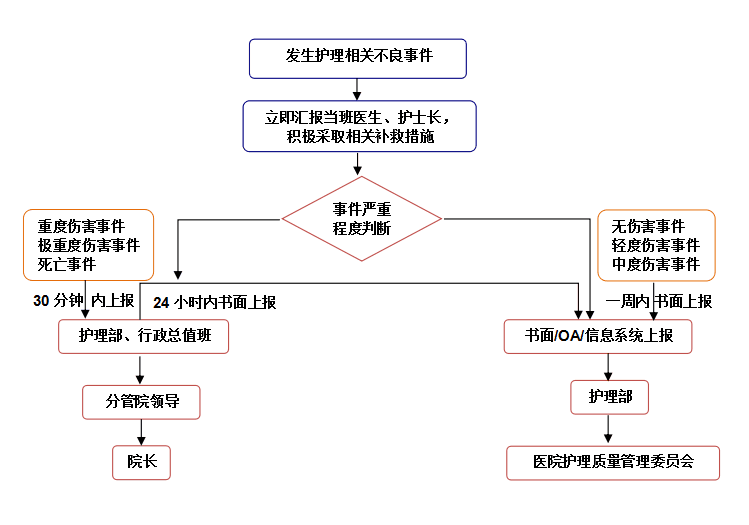 发生护理相关不良事件
立即汇报当班医生、护士长，
积极采取相关补救措施
事件严重
程度判断
重度伤害事件
极重度伤害事件
死亡事件
无伤害事件
轻度伤害事件
中度伤害事件
30 分钟 内上报
24 小时内书面上报
一周内 书面上报
护理部、行政总值班
书面/OA/信息系统上报
分管院领导
护理部
院长
医院护理质量管理委员会